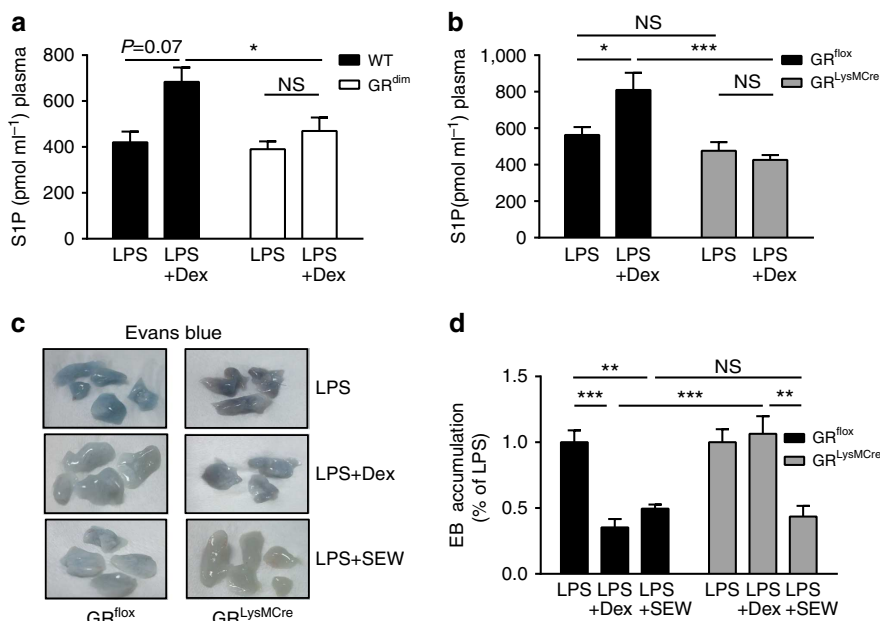 a
S1P (pmol ml⁻¹) plasma
800
600
400
200
0
P=0.07
*
NS
WT
GR^dim
LPS
LPS
+Dex
LPS
LPS
+Dex
b
S1P(pmol ml⁻¹) plasma
1,000
800
600
400
200
0
NS
*
***
NS
GR^flox
GR^LysMCre
LPS
LPS
+Dex
LPS
LPS
+Dex
c
Evans blue
LPS
LPS+Dex
LPS+SEW
GR^flox
GR^LysMCre
d
EB accumulation
(% of LPS)
1.5
1.0
0.5
0.0
**
NS
***
***
**
GR^flox
GR^LysMCre
LPS LPS LPS
+Dex +SEW
LPS LPS LPS
+Dex +SEW